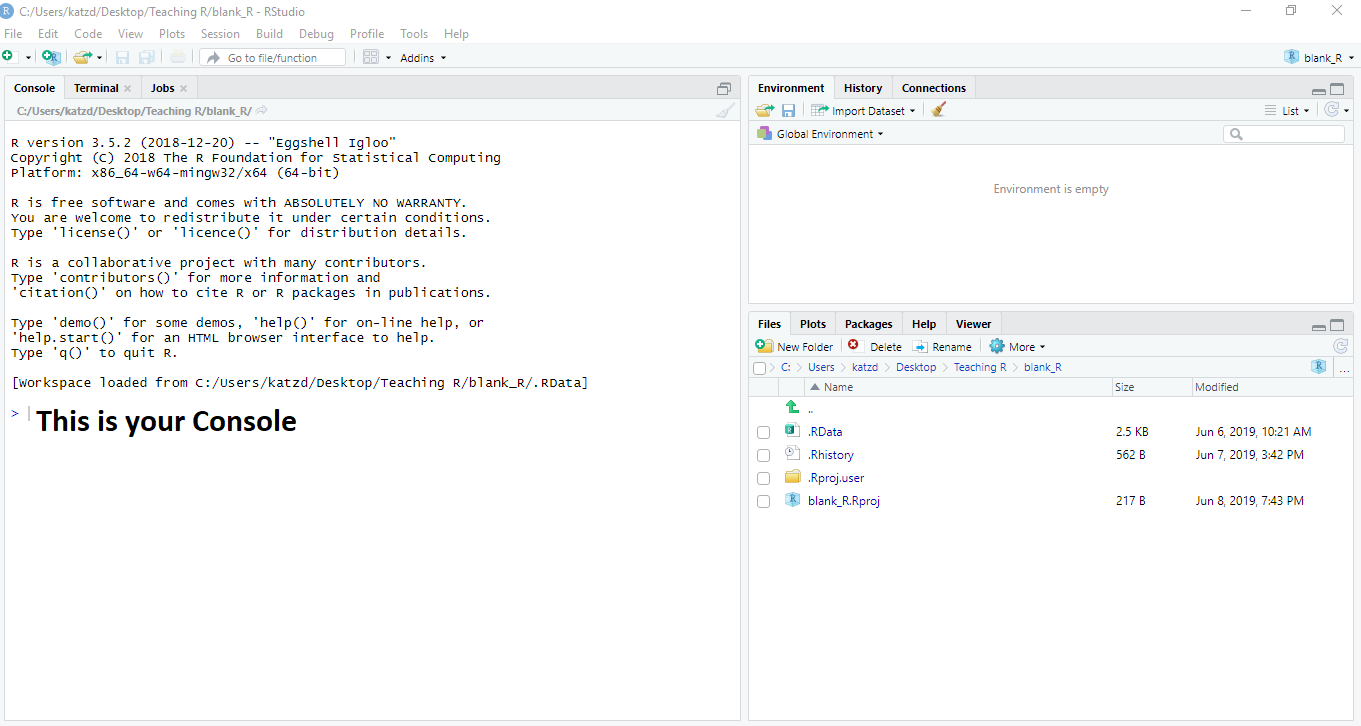 C:/Users/katzd/Desktop/Teaching R/blank_R - RStudio
File Edit Code View Plots Session Build Debug Profile Tools Help
Go to file/function Addins blank_R
Console Terminal Jobs
C:/Users/katzd/Desktop/Teaching R/blank_R/
R version 3.5.2 (2018-12-20) -- "Eggshell Igloo"
Copyright (C) 2018 The R Foundation for Statistical Computing
Platform: x86_64-w64-mingw32/x64 (64-bit)
R is free software and comes with ABSOLUTELY NO WARRANTY.
You are welcome to redistribute it under certain conditions.
Type 'license()' or 'licence()' for distribution details.
R is a collaborative project with many contributors.
Type 'contributors()' for more information and
'citation()' on how to cite R or R packages in publications.
Type 'demo()' for some demos, 'help()' for on-line help, or
'help.start()' for an HTML browser interface to help.
Type 'q()' to quit R.
[Workspace loaded from C:/Users/katzd/Desktop/Teaching R/blank_R/.RData]
> This is your Console
Environment History Connections
Import Dataset List
Global Environment
Environment is empty
Files Plots Packages Help Viewer
New Folder Delete Rename More
C: Users katzd Desktop Teaching R blank_R ...
Name Size Modified
..
.RData 2.5 KB Jun 6, 2019, 10:21 AM
.Rhistory 562 B Jun 7, 2019, 3:42 PM
.Rproj.user
blank_R.Rproj 217 B Jun 8, 2019, 7:43 PM